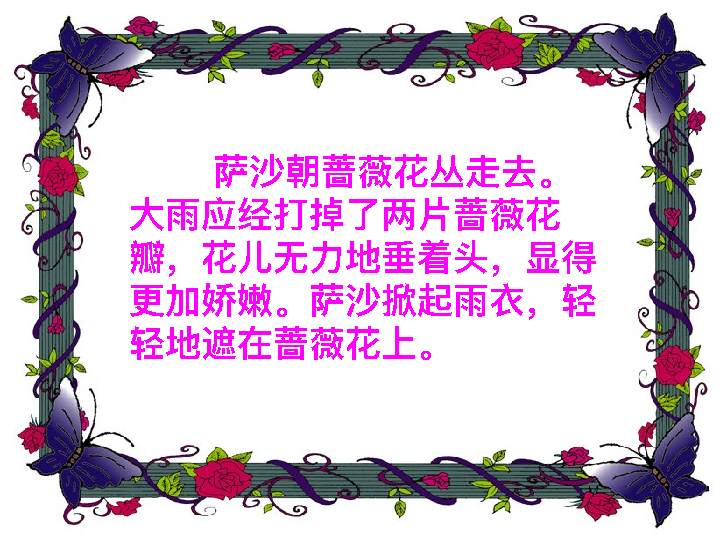 萨沙朝蔷薇花丛走去。
大雨应经打掉了两片蔷薇花
瓣，花儿无力地垂着头，显得
更加娇嫩。萨沙掀起雨衣，轻
轻地遮在蔷薇花上。